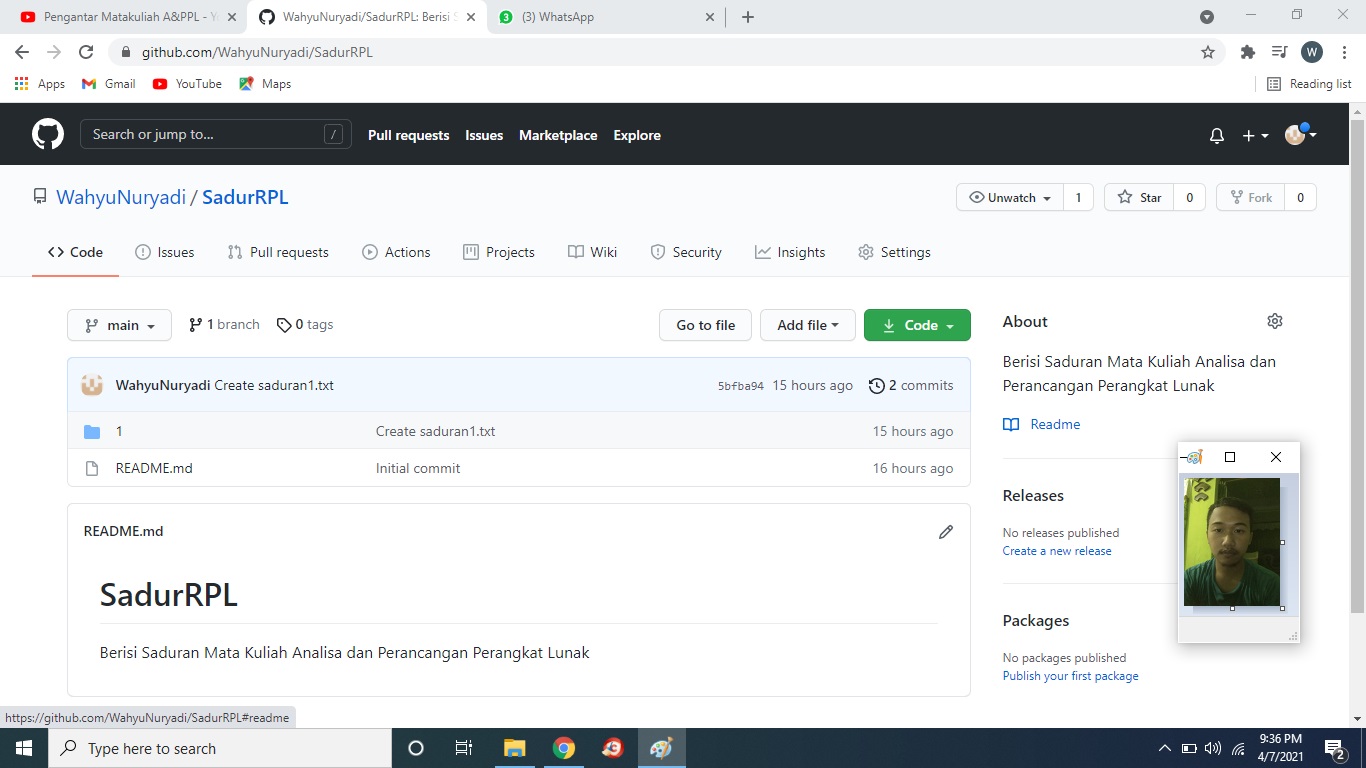 Pengantar Matakuliah A&PPL - Y
WahyuNuryadi/SadurRPL: Berisi S
3 (3) WhatsApp
github.com/WahyuNuryadi/SadurRPL
W
Apps Gmail YouTube Maps Reading list
Search or jump to... / Pull requests Issues Marketplace Explore
WahyuNuryadi / SadurRPL Unwatch 1 Star 0 Fork 0
Code Issues Pull requests Actions Projects Wiki Security Insights Settings
main 1 branch 0 tags Go to file Add file Code
WahyuNuryadi Create saduran1.txt 5bfba94 15 hours ago 2 commits
1 Create saduran1.txt 15 hours ago
README.md Initial commit 16 hours ago
README.md
SadurRPL
Berisi Saduran Mata Kuliah Analisa dan Perancangan Perangkat Lunak
About
Berisi Saduran Mata Kuliah Analisa dan
Perancangan Perangkat Lunak
Readme
Releases
No releases published
Create a new release
Packages
No packages published
Publish your first package
https://github.com/WahyuNuryadi/SadurRPL#readme
Type here to search
9:36 PM
4/7/2021
2